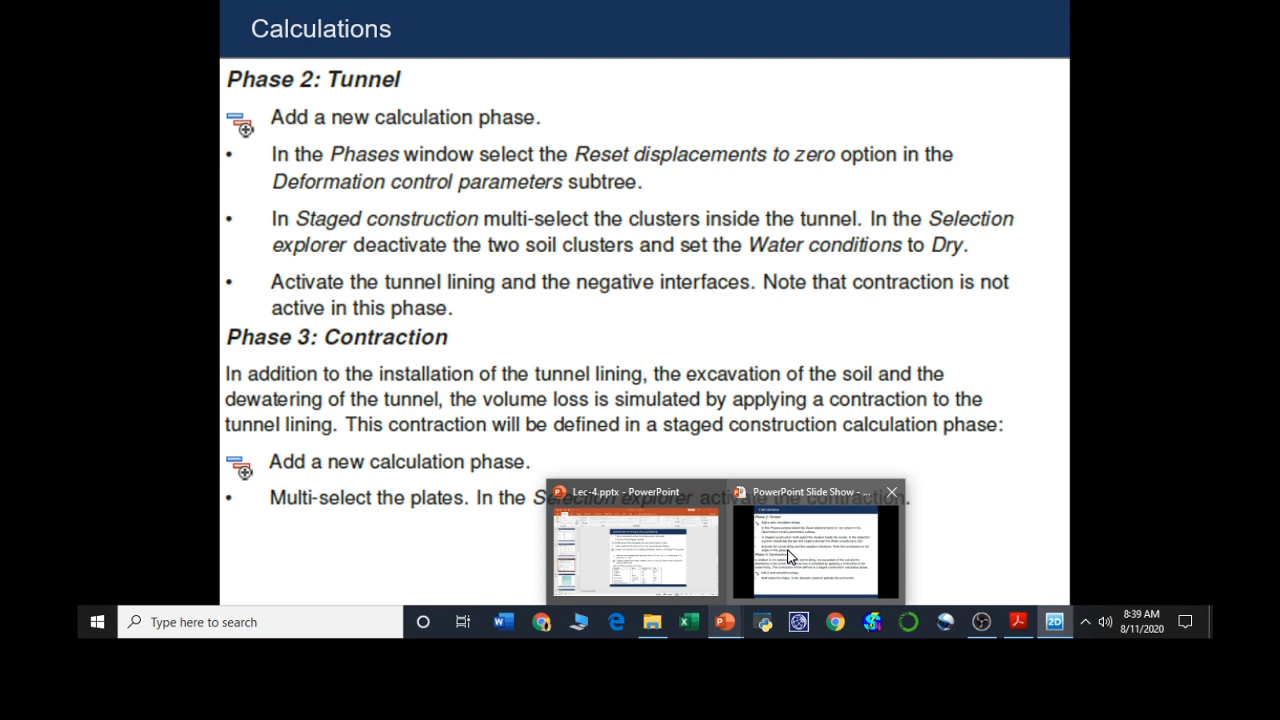 Calculations
Phase 2: Tunnel
Add a new calculation phase.
• In the Phases window select the Reset displacements to zero option in the
Deformation control parameters subtree.
• In Staged construction multi-select the clusters inside the tunnel. In the Selection
explorer deactivate the two soil clusters and set the Water conditions to Dry.
• Activate the tunnel lining and the negative interfaces. Note that contraction is not
active in this phase.
Phase 3: Contraction
In addition to the installation of the tunnel lining, the excavation of the soil and the
dewatering of the tunnel, the volume loss is simulated by applying a contraction to the
tunnel lining. This contraction will be defined in a staged construction calculation phase:
Add a new calculation phase.
• Multi-select the plates. In the Selection explorer activate the contraction.
Lec-4.pptx - PowerPoint
PowerPoint Slide Show - ...
Type here to search
2D
8:39 AM
8/11/2020